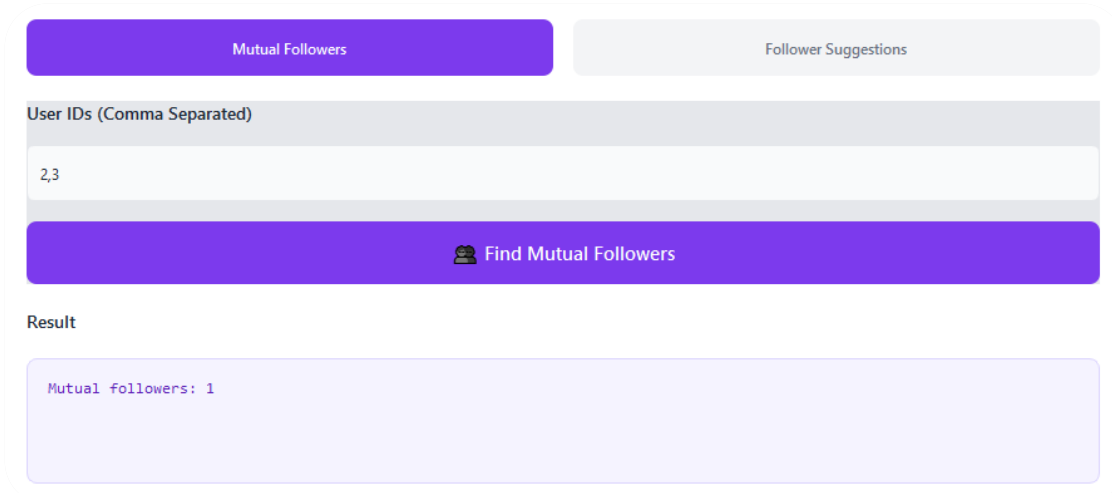 Mutual Followers
Follower Suggestions
User IDs (Comma Separated)
2,3
Find Mutual Followers
Result
Mutual followers: 1